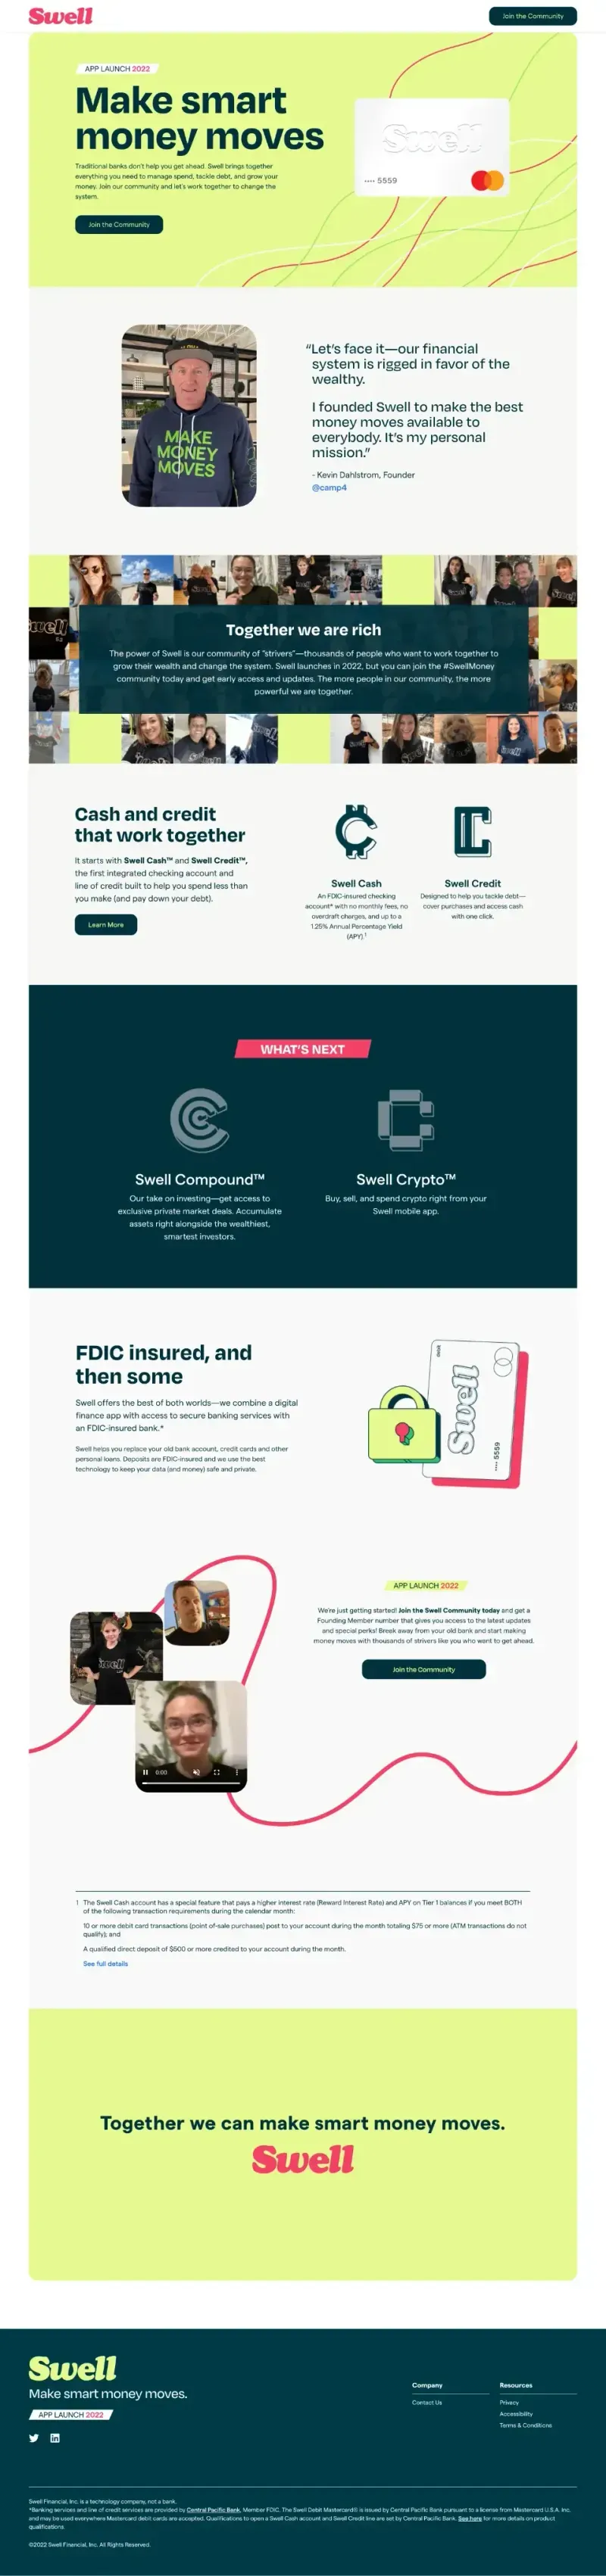 Swell
Join the Community
APP LAUNCH 2022
Make smart
money moves
Traditional banks don't help you get ahead. Swell brings together
everything you need to manage spend, tackle debt, and grow your
money. Join our community and let's work together to change the
system.
Join the Community
Swell
•••• 5559
MAKE
MONEY
MOVES
“Let's face it—our financial
system is rigged in favor of the
wealthy.
I founded Swell to make the best
money moves available to
everybody. It's my personal
mission.”
- Kevin Dahlstrom, Founder
@camp4
Together we are rich
The power of Swell is our community of “strivers”—thousands of people who want to work together to
grow their wealth and change the system. Swell launches in 2022, but you can join the #SwellMoney
community today and get early access and updates. The more people in our community, the more
powerful we are together.
Cash and credit
that work together
It starts with Swell Cash™ and Swell Credit™,
the first integrated checking account and
line of credit built to help you spend less than
you make (and pay down your debt).
Learn More
Swell Cash
An FDIC-insured checking
account* with no monthly fees, no
overdraft charges, and up to a
1.25% Annual Percentage Yield
(APY).1
Swell Credit
Designed to help you tackle debt—
cover purchases and access cash
with one click.
WHAT'S NEXT
Swell Compound™
Our take on investing—get access to
exclusive private market deals. Accumulate
assets right alongside the wealthiest,
smartest investors.
Swell Crypto™
Buy, sell, and spend crypto right from your
Swell mobile app.
FDIC insured, and
then some
Swell offers the best of both worlds—we combine a digital
finance app with access to secure banking services with
an FDIC-insured bank.*
Swell helps you replace your old bank account, credit cards and other
personal loans. Deposits are FDIC-insured and we use the best
technology to keep your data (and money) safe and private.
debit
Swell
•••• 5559
APP LAUNCH 2022
We're just getting started! Join the Swell Community today and get a
Founding Member number that gives you access to the latest updates
and special perks! Break away from your old bank and start making
money moves with thousands of strivers like you who want to get ahead.
Join the Community
Swell
0:00
1 The Swell Cash account has a special feature that pays a higher interest rate (Reward Interest Rate) and APY on Tier 1 balances if you meet BOTH
of the following transaction requirements during the calendar month:
10 or more debit card transactions (point of-sale purchases) post to your account during the month totaling $75 or more (ATM transactions do not
qualify); and
A qualified direct deposit of $500 or more credited to your account during the month.
See full details
Together we can make smart money moves.
Swell
Swell
Make smart money moves.
APP LAUNCH 2022
Company
Contact Us
Resources
Privacy
Accessibility
Terms & Conditions
Swell Financial, Inc. is a technology company, not a bank.
*Banking services and line of credit services are provided by Central Pacific Bank, Member FDIC. The Swell Debit Mastercard® is issued by Central Pacific Bank pursuant to a license from Mastercard U.S.A. Inc.
and may be used everywhere Mastercard debit cards are accepted. Qualifications to open a Swell Cash account and Swell Credit line are set by Central Pacific Bank. See here for more details on product
qualifications.
©2022 Swell Financial, Inc. All Rights Reserved.